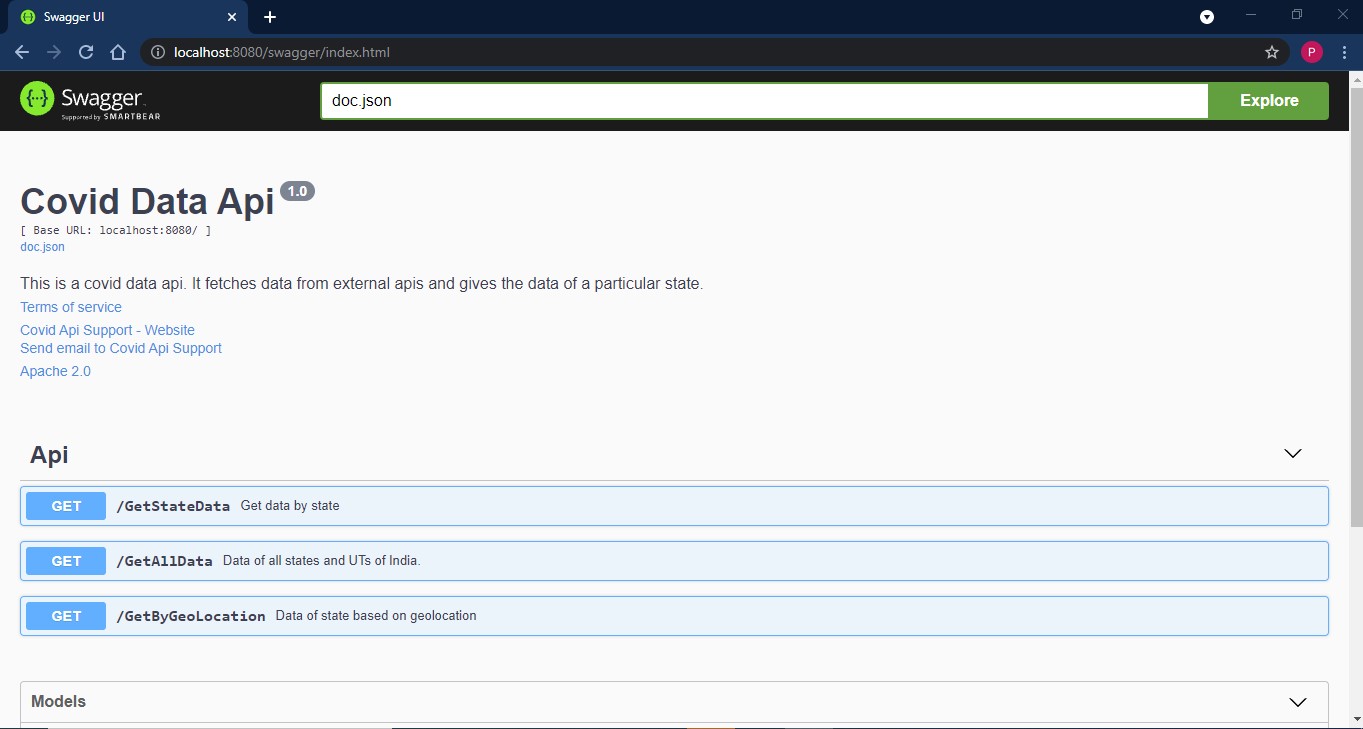 Swagger UI
localhost:8080/swagger/index.html
P
{···} Swagger
Supported by SMARTBEAR
doc.json
Explore
Covid Data Api 1.0
[ Base URL: localhost:8080/ ]
doc.json
This is a covid data api. It fetches data from external apis and gives the data of a particular state.
Terms of service
Covid Api Support - Website
Send email to Covid Api Support
Apache 2.0
Api
GET /GetStateData Get data by state
GET /GetAllData Data of all states and UTs of India.
GET /GetByGeoLocation Data of state based on geolocation
Models